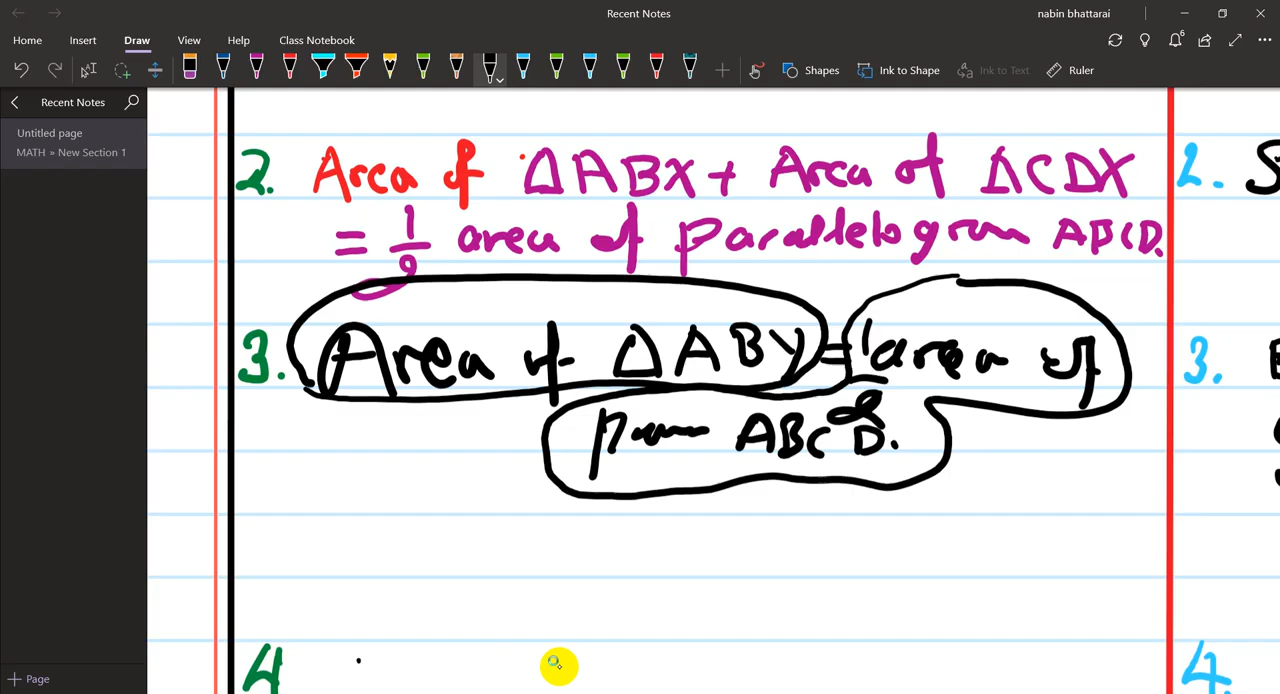 Recent Notes
nabin bhattarai
Home Insert Draw View Help Class Notebook
Shapes Ink to Shape Ink to Text Ruler
Recent Notes
Untitled page
MATH » New Section 1
2. Area of ΔABX + Area of ΔCDX 2. S
= 1/2 area of parallelogram ABCD.
3. Area of ΔABY = 1/2 area of 3.
ABCD.
4 4.
+ Page